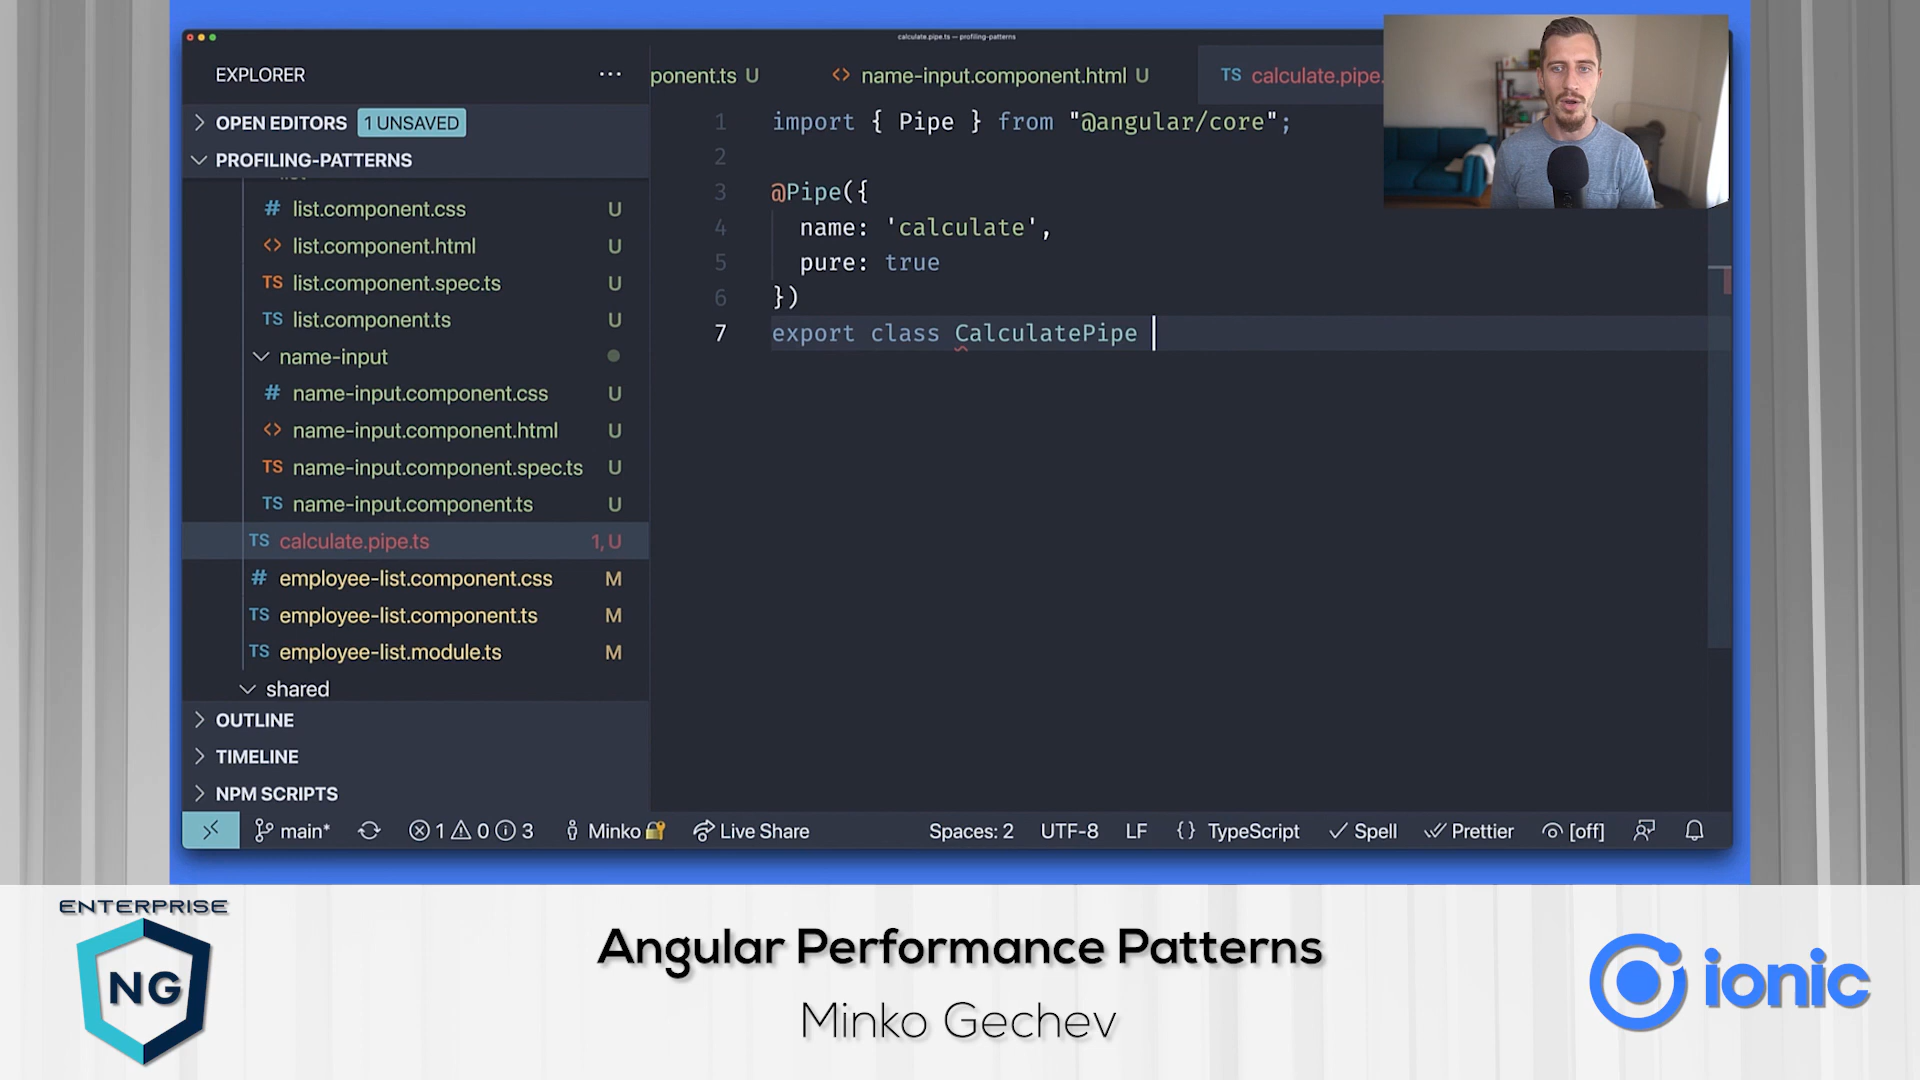 calculate.pipe.ts — profiling-patterns
EXPLORER
···
ponent.ts U
<> name-input.component.html U
TS calculate.pipe.
OPEN EDITORS 1 UNSAVED
PROFILING-PATTERNS
# list.component.css U
<> list.component.html U
TS list.component.spec.ts U
TS list.component.ts U
name-input
# name-input.component.css U
<> name-input.component.html U
TS name-input.component.spec.ts U
TS name-input.component.ts U
TS calculate.pipe.ts 1, U
# employee-list.component.css M
TS employee-list.component.ts M
TS employee-list.module.ts M
shared
OUTLINE
TIMELINE
NPM SCRIPTS
1 import { Pipe } from "@angular/core";
2
3 @Pipe({
4 name: 'calculate',
5 pure: true
6 })
7 export class CalculatePipe
main* 1 0 3 Minko Live Share Spaces: 2 UTF-8 LF {} TypeScript Spell Prettier [off]
ENTERPRISE
NG
Angular Performance Patterns
Minko Gechev
ionic